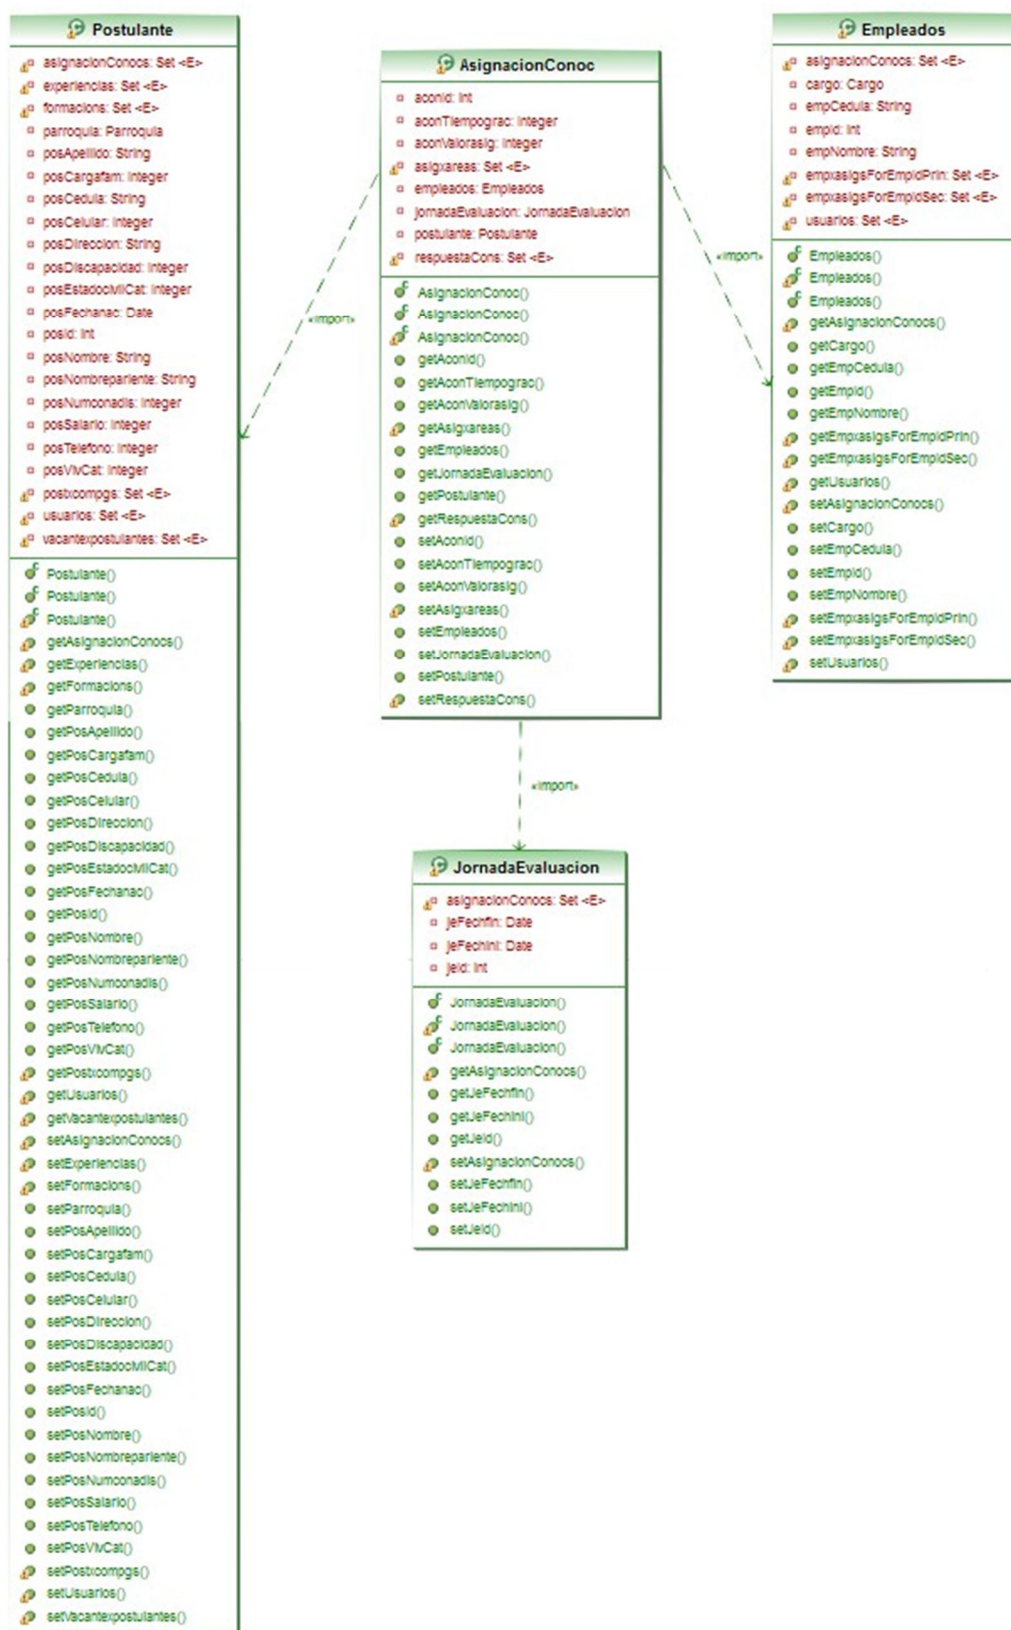 Postulante
asignacionConocs: Set <E>
experiencias: Set <E>
formacions: Set <E>
parroquia: Parroquia
posApellido: String
posCargafam: Integer
posCedula: String
posCelular: Integer
posDireccion: String
posDiscapacidad: Integer
posEstadocivilCat: Integer
posFechanac: Date
posId: int
posNombre: String
posNombrepariente: String
posNumconadis: Integer
posSalario: Integer
posTelefono: Integer
posVivCat: Integer
postxcompgs: Set <E>
usuarios: Set <E>
vacantexpostulantes: Set <E>
Postulante()
Postulante()
Postulante()
getAsignacionConocs()
getExperiencias()
getFormacions()
getParroquia()
getPosApellido()
getPosCargafam()
getPosCedula()
getPosCelular()
getPosDireccion()
getPosDiscapacidad()
getPosEstadocivilCat()
getPosFechanac()
getPosId()
getPosNombre()
getPosNombrepariente()
getPosNumconadis()
getPosSalario()
getPosTelefono()
getPosVivCat()
getPostxcompgs()
getUsuarios()
getVacantexpostulantes()
setAsignacionConocs()
setExperiencias()
setFormacions()
setParroquia()
setPosApellido()
setPosCargafam()
setPosCedula()
setPosCelular()
setPosDireccion()
setPosDiscapacidad()
setPosEstadocivilCat()
setPosFechanac()
setPosId()
setPosNombre()
setPosNombrepariente()
setPosNumconadis()
setPosSalario()
setPosTelefono()
setPosVivCat()
setPostxcompgs()
setUsuarios()
setVacantexpostulantes()
«import»
AsignacionConoc
aconId: int
aconTiempograc: Integer
aconValorasig: Integer
asigxareas: Set <E>
empleados: Empleados
jornadaEvaluacion: JornadaEvaluacion
postulante: Postulante
respuestaCons: Set <E>
AsignacionConoc()
AsignacionConoc()
AsignacionConoc()
getAconId()
getAconTiempograc()
getAconValorasig()
getAsigxareas()
getEmpleados()
getJornadaEvaluacion()
getPostulante()
getRespuestaCons()
setAconId()
setAconTiempograc()
setAconValorasig()
setAsigxareas()
setEmpleados()
setJornadaEvaluacion()
setPostulante()
setRespuestaCons()
«import»
Empleados
asignacionConocs: Set <E>
cargo: Cargo
empCedula: String
empId: int
empNombre: String
empxasigsForEmpIdPrin: Set <E>
empxasigsForEmpIdSec: Set <E>
usuarios: Set <E>
Empleados()
Empleados()
Empleados()
getAsignacionConocs()
getCargo()
getEmpCedula()
getEmpId()
getEmpNombre()
getEmpxasigsForEmpIdPrin()
getEmpxasigsForEmpIdSec()
getUsuarios()
setAsignacionConocs()
setCargo()
setEmpCedula()
setEmpId()
setEmpNombre()
setEmpxasigsForEmpIdPrin()
setEmpxasigsForEmpIdSec()
setUsuarios()
«import»
JornadaEvaluacion
asignacionConocs: Set <E>
jeFechfin: Date
jeFechini: Date
jeId: int
JornadaEvaluacion()
JornadaEvaluacion()
JornadaEvaluacion()
getAsignacionConocs()
getJeFechfin()
getJeFechini()
getJeId()
setAsignacionConocs()
setJeFechfin()
setJeFechini()
setJeId()